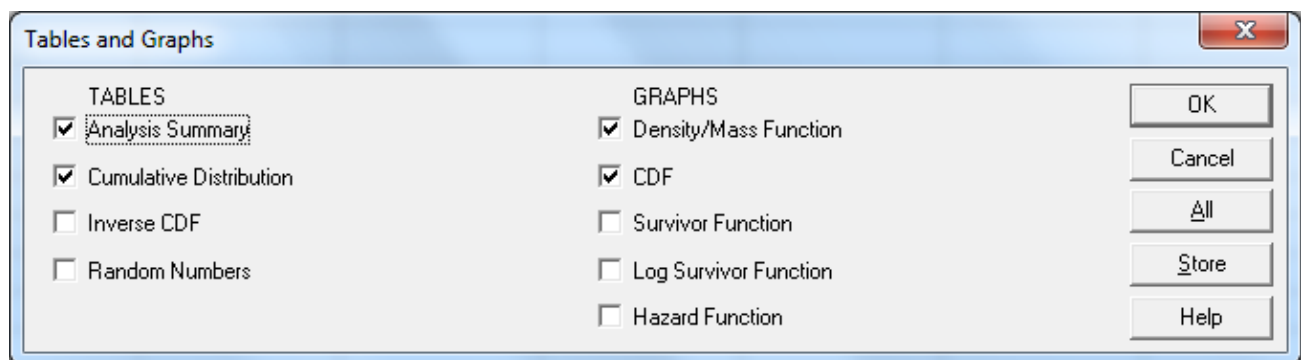 Tables and Graphs
TABLES
Analysis Summary
Cumulative Distribution
Inverse CDF
Random Numbers
GRAPHS
Density/Mass Function
CDF
Survivor Function
Log Survivor Function
Hazard Function
OK
Cancel
All
Store
Help